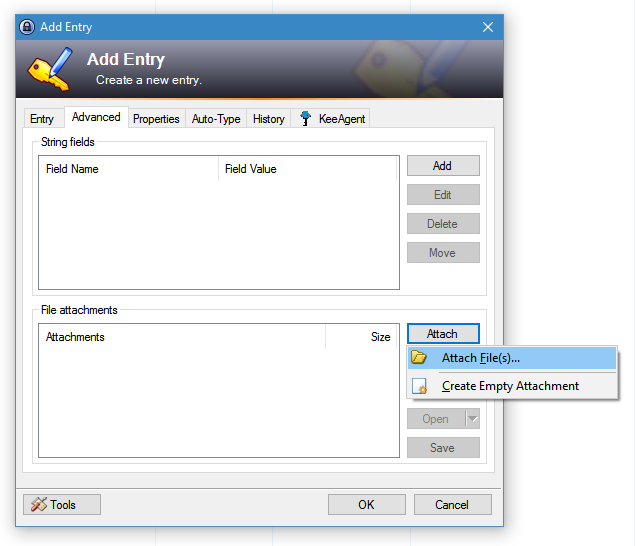 Add Entry
Add Entry
Create a new entry.
Entry Advanced Properties Auto-Type History KeeAgent
String fields
Field Name Field Value
Add
Edit
Delete
Move
File attachments
Attachments Size
Attach
Attach File(s)...
Create Empty Attachment
Open
Save
Tools OK Cancel